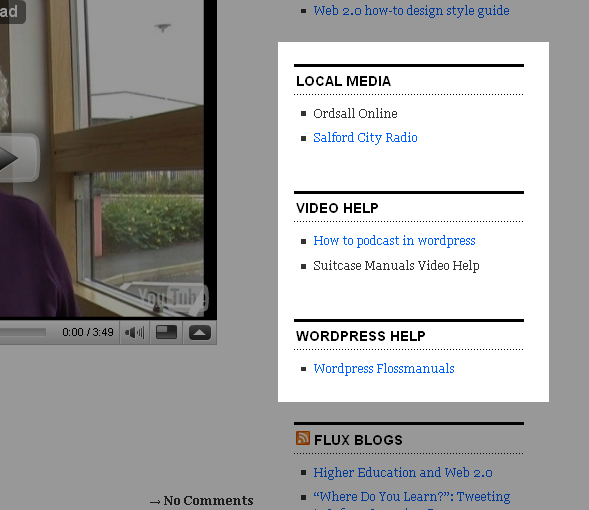 ad
Web 2.0 how-to design style guide
LOCAL MEDIA
Ordsall Online
Salford City Radio
VIDEO HELP
How to podcast in wordpress
Suitcase Manuals Video Help
WORDPRESS HELP
Wordpress Flossmanuals
You Tube
0:00 / 3:49
FLUX BLOGS
Higher Education and Web 2.0
“Where Do You Learn?”: Tweeting
→ No Comments